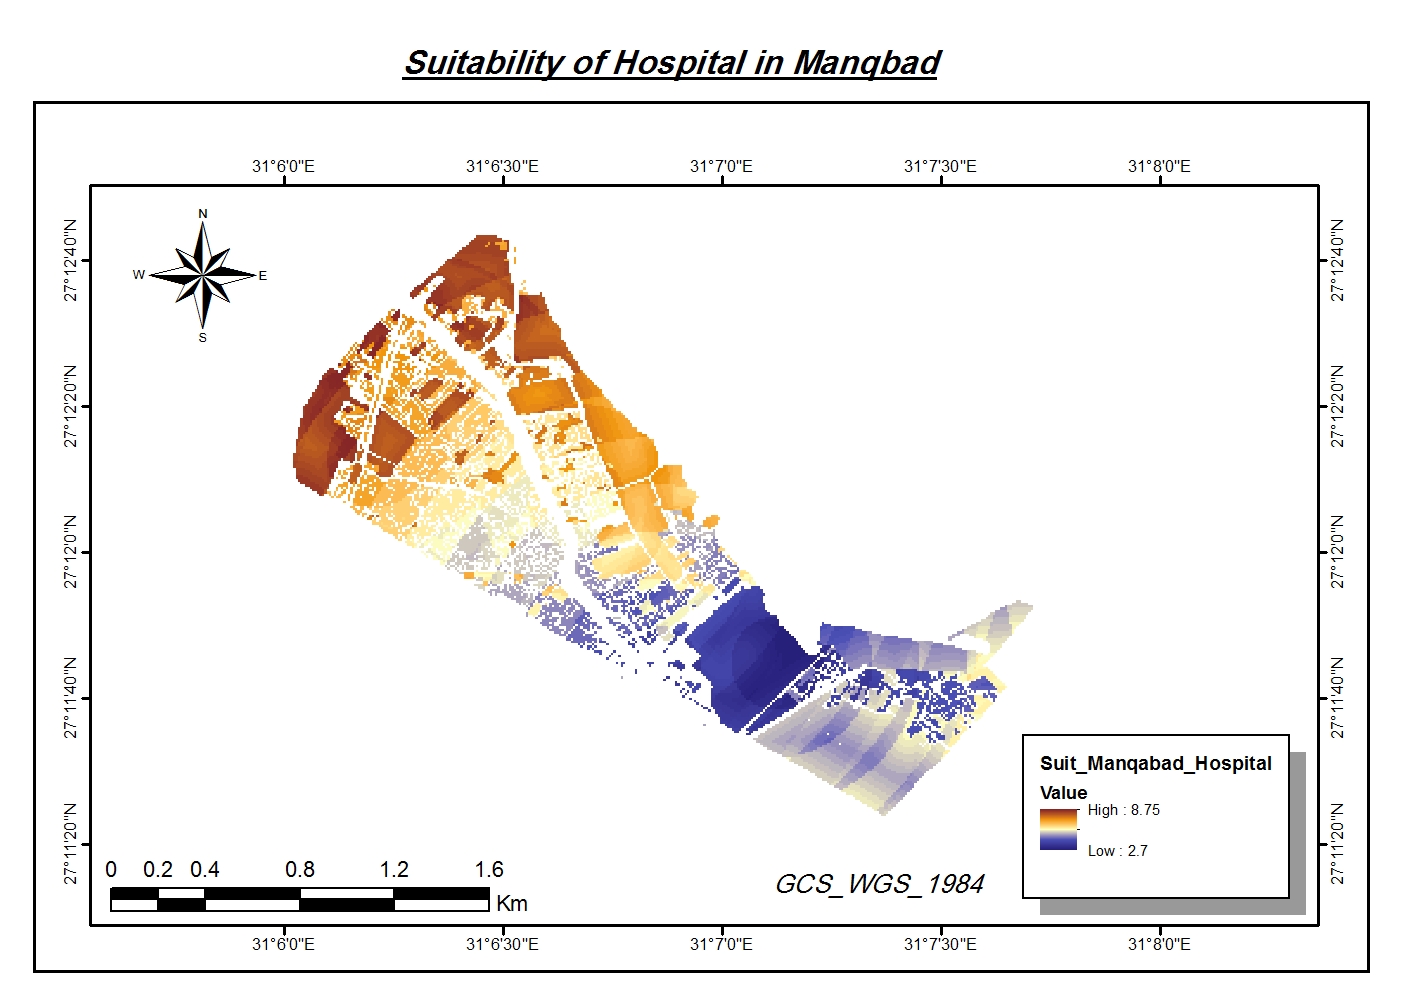 Suitability of Hospital in Manqbad
31°6'0"E 31°6'30"E 31°7'0"E 31°7'30"E 31°8'0"E
N
W E
S
27°12'40"N 27°12'40"N
27°12'20"N 27°12'20"N
27°12'0"N 27°12'0"N
27°11'40"N 27°11'40"N
27°11'20"N 27°11'20"N
Suit_Manqabad_Hospital
Value
High : 8.75
Low : 2.7
0 0.2 0.4 0.8 1.2 1.6
Km
GCS_WGS_1984
31°6'0"E 31°6'30"E 31°7'0"E 31°7'30"E 31°8'0"E